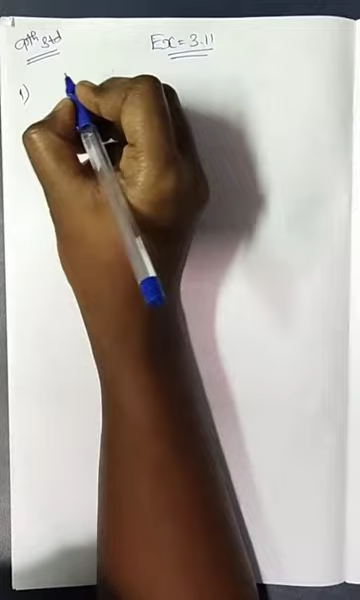 9th std
Ex = 3.11
1)